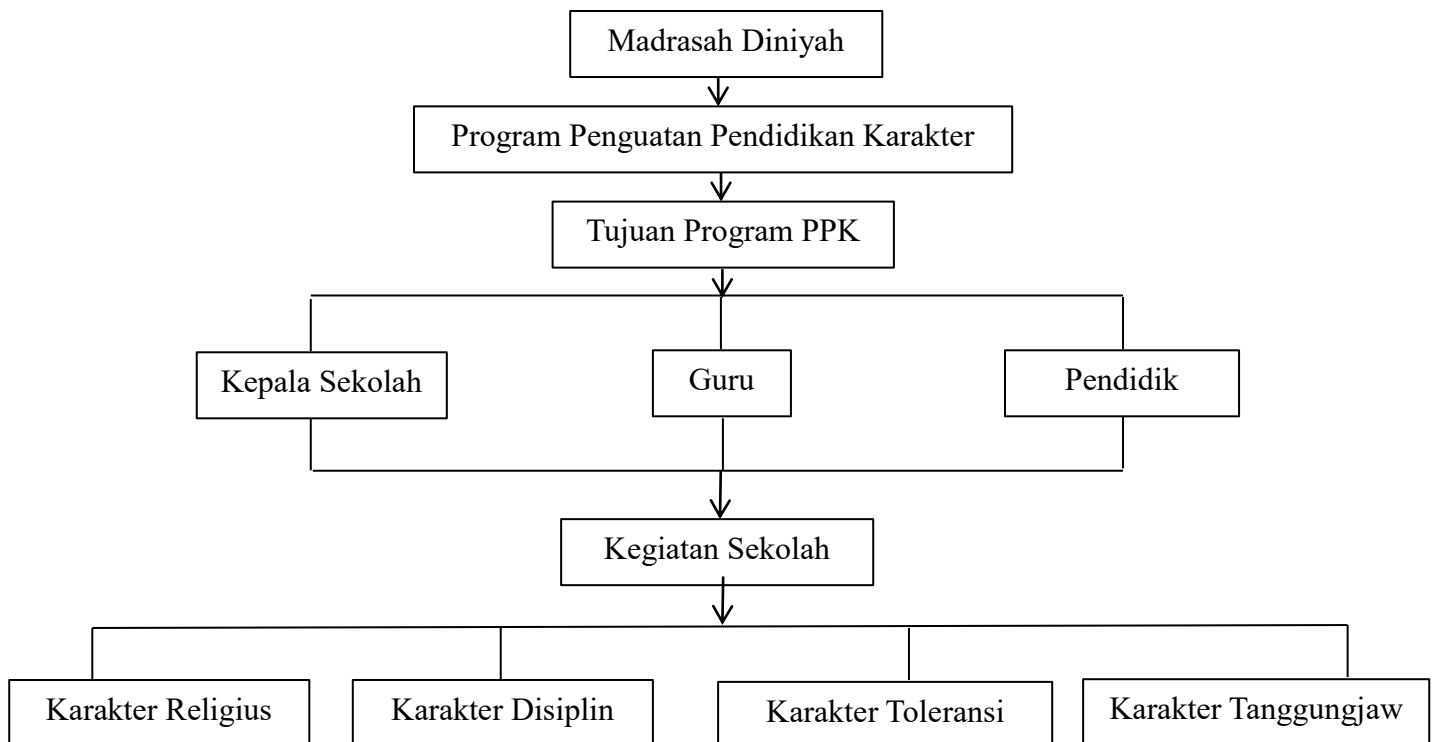 Madrasah Diniyah
Program Penguatan Pendidikan Karakter
Tujuan Program PPK
Kepala Sekolah
Guru
Pendidik
Kegiatan Sekolah
Karakter Religius
Karakter Disiplin
Karakter Toleransi
Karakter Tanggungjaw